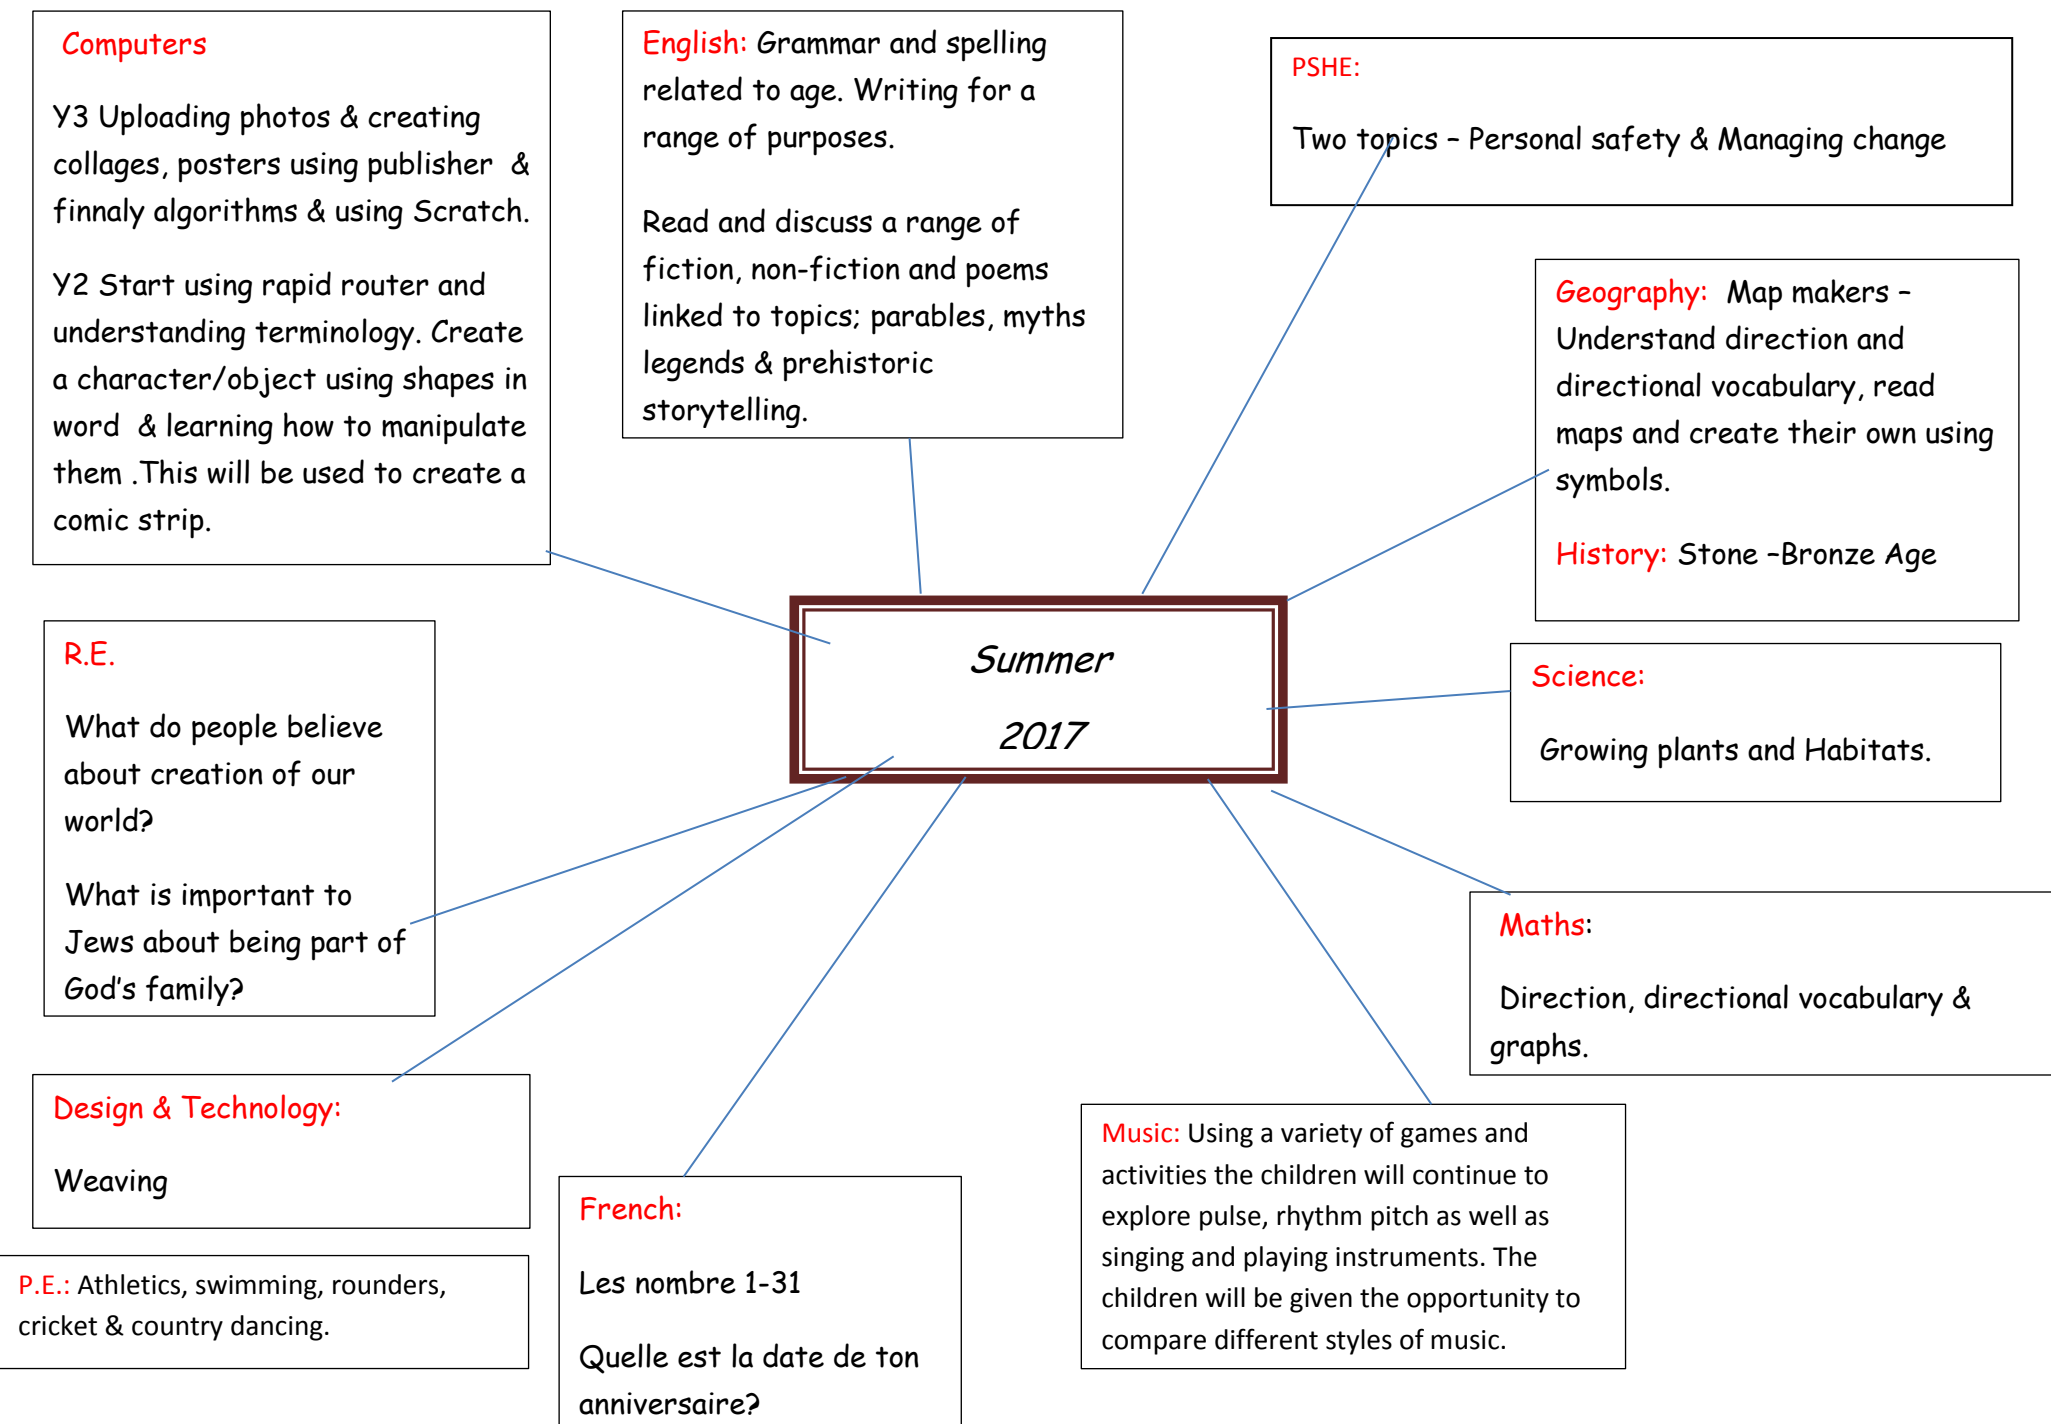 Computers
Y3 Uploading photos & creating
collages, posters using publisher &
finnaly algorithms & using Scratch.
Y2 Start using rapid router and
understanding terminology. Create
a character/object using shapes in
word & learning how to manipulate
them .This will be used to create a
comic strip.
English: Grammar and spelling
related to age. Writing for a
range of purposes.
Read and discuss a range of
fiction, non-fiction and poems
linked to topics; parables, myths
legends & prehistoric
storytelling.
PSHE:
Two topics – Personal safety & Managing change
Geography: Map makers –
Understand direction and
directional vocabulary, read
maps and create their own using
symbols.
History: Stone –Bronze Age
Summer
2017
R.E.
What do people believe
about creation of our
world?
What is important to
Jews about being part of
God's family?
Science:
Growing plants and Habitats.
Maths:
Direction, directional vocabulary &
graphs.
Design & Technology:
Weaving
P.E.: Athletics, swimming, rounders,
cricket & country dancing.
French:
Les nombre 1-31
Quelle est la date de ton
anniversaire?
Music: Using a variety of games and
activities the children will continue to
explore pulse, rhythm pitch as well as
singing and playing instruments. The
children will be given the opportunity to
compare different styles of music.